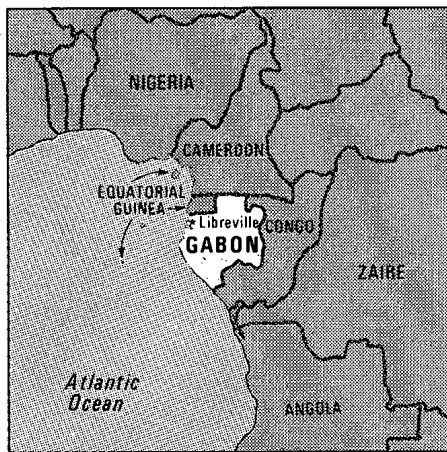 NIGERIA
CAMEROON
EQUATORIAL
GUINEA
Libreville
GABON
CONGO
ZAIRE
Atlantic
Ocean
ANGOLA